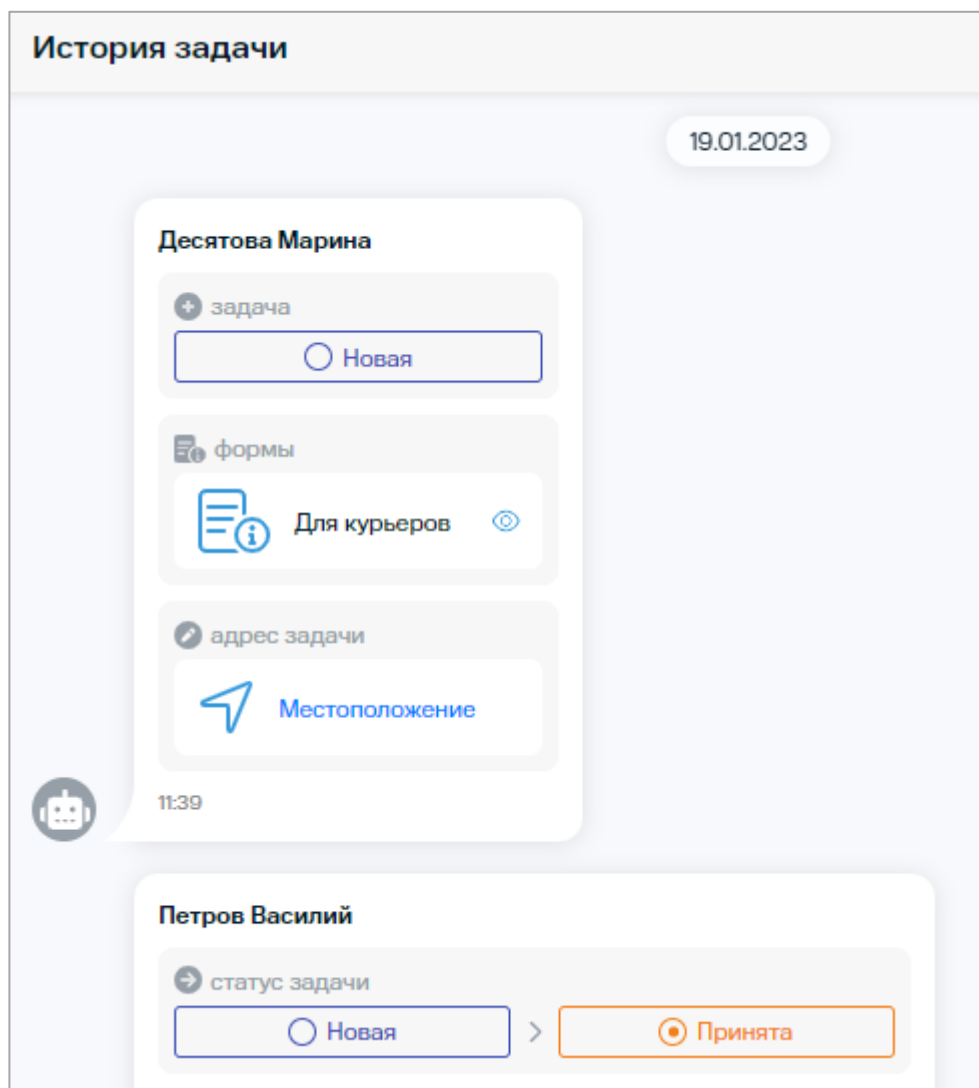 История задачи
19.01.2023
Десятова Марина
задача
Новая
формы
Для курьеров
адрес задачи
Местоположение
11:39
Петров Василий
статус задачи
Новая > Принята